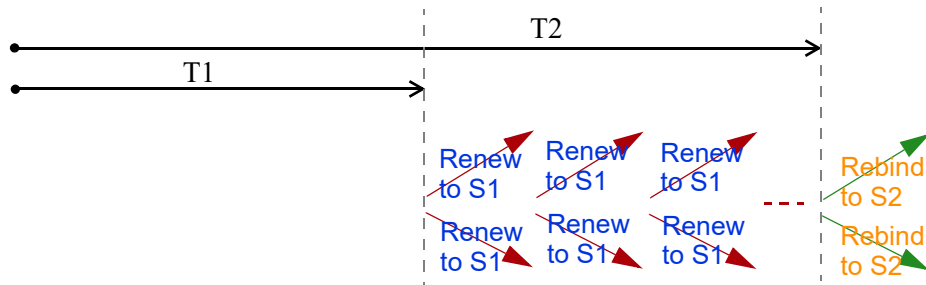 T2
T1
Renew
to S1
Renew
to S1
Renew
to S1
Rebind
to S2
Renew
to S1
Renew
to S1
Renew
to S1
Rebind
to S2